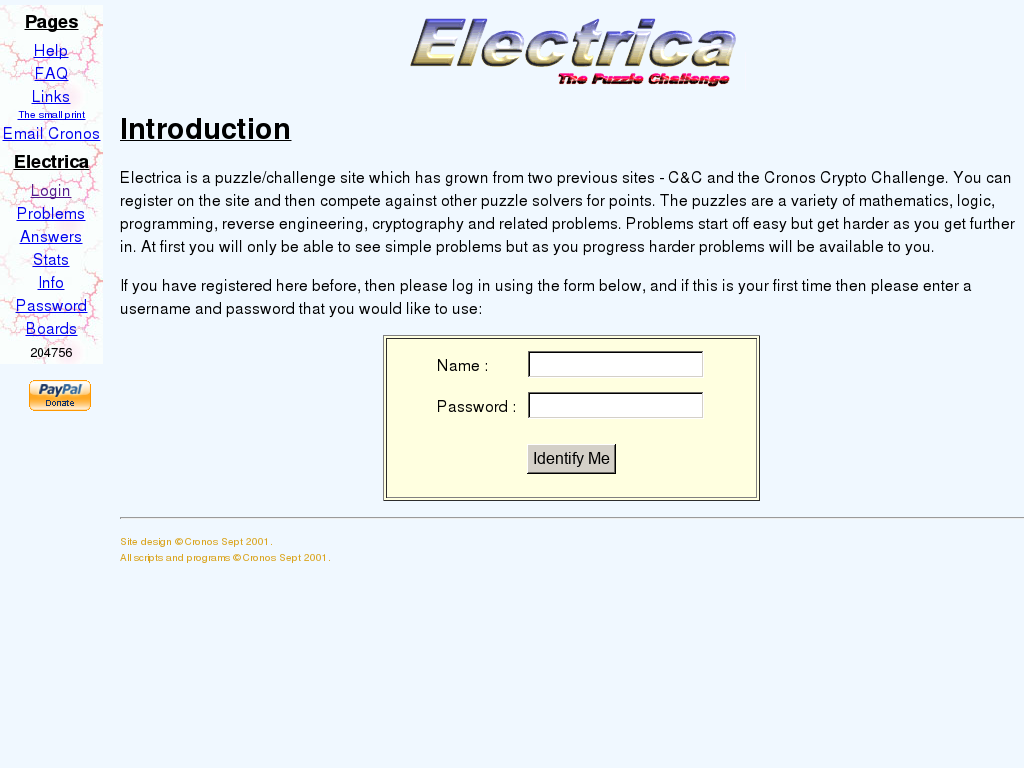 Pages
Help
FAQ
Links
The small print
Email Cronos
Electrica
Login
Problems
Answers
Stats
Info
Password
Boards
204756
PayPal
Donate
Electrica
The Puzzle Challenge
Introduction
Electrica is a puzzle/challenge site which has grown from two previous sites - C&C and the Cronos Crypto Challenge. You can
register on the site and then compete against other puzzle solvers for points. The puzzles are a variety of mathematics, logic,
programming, reverse engineering, cryptography and related problems. Problems start off easy but get harder as you get further
in. At first you will only be able to see simple problems but as you progress harder problems will be available to you.
If you have registered here before, then please log in using the form below, and if this is your first time then please enter a
username and password that you would like to use:
Name :
Password :
Identify Me
Site design ©Cronos Sept 2001.
All scripts and programs ©Cronos Sept 2001.